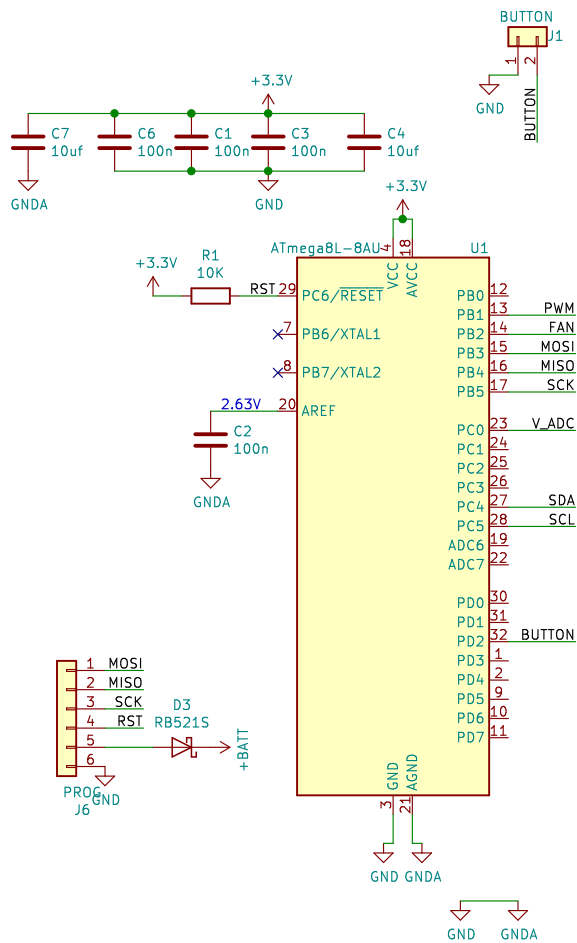 BUTTON
J1
1
2
GND
BUTTON
+3.3V
C7
10uf
C6
100n
C1
100n
C3
100n
C4
10uf
GNDA
GND
+3.3V
ATmega8L-8AU
U1
4
18
VCC
AVCC
+3.3V
R1
10K
RST
29
PC6/RESET
7
PB6/XTAL1
8
PB7/XTAL2
2.63V
20
AREF
C2
100n
GNDA
PB0
12
PB1
13
PWM
PB2
14
FAN
PB3
15
MOSI
PB4
16
MISO
PB5
17
SCK
PC0
23
V_ADC
PC1
24
PC2
25
PC3
26
PC4
27
SDA
PC5
28
SCL
ADC6
19
ADC7
22
PD0
30
PD1
31
PD2
32
BUTTON
PD3
1
PD4
2
PD5
9
PD6
10
PD7
11
1
MOSI
2
MISO
3
SCK
4
RST
5
6
D3
RB521S
+BATT
PROG
GND
J6
GND
AGND
3
21
GND
GNDA
GND
GNDA